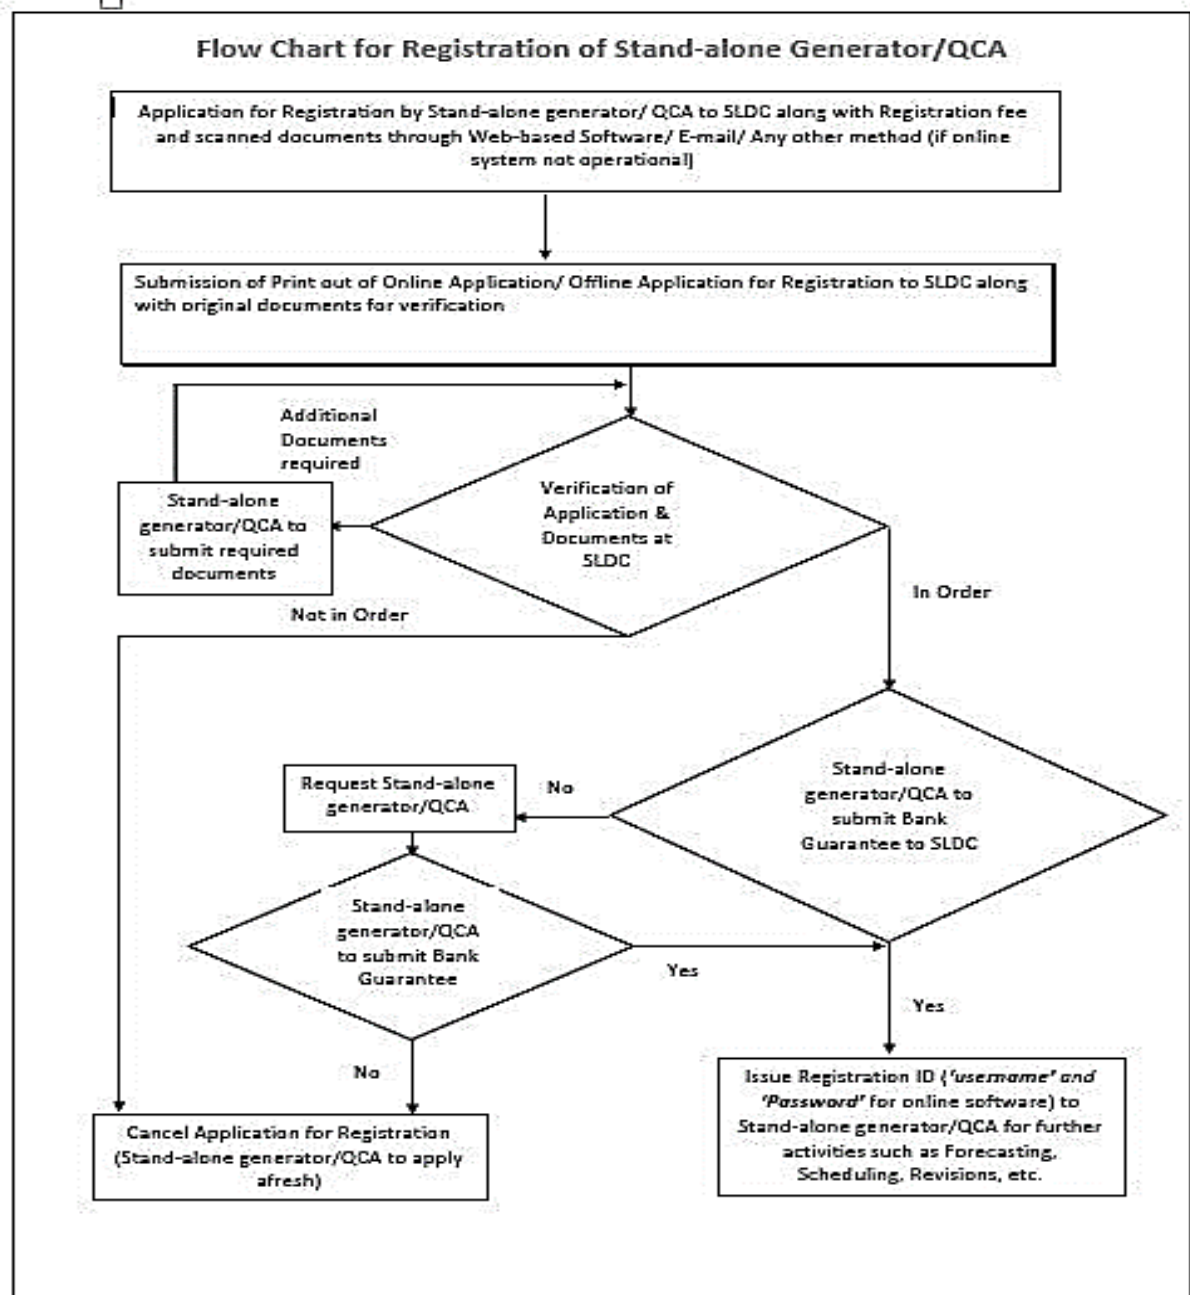 Flow Chart for Registration of Stand-alone Generator/QCA
Application for Registration by Stand-alone generator/ QCA to SLDC along with Registration fee
and scanned documents through Web-based Software/ E-mail/ Any other method (if online
system not operational)
Submission of Print out of Online Application/ Offline Application for Registration to SLDC along
with original documents for verification
Additional
Documents
required
Verification of
Application &
Documents at
SLDC
Stand-alone
generator/QCA to
submit required
documents
In Order
Not in Order
Stand-alone
generator/QCA to
submit Bank
Guarantee to SLDC
No
Request Stand-alone
generator/QCA
Stand-alone
generator/QCA
to submit Bank
Guarantee
Yes
Yes
No
Issue Registration ID ('username' and
'Password' for online software) to
Stand-alone generator/QCA for further
activities such as Forecasting,
Scheduling, Revisions, etc.
Cancel Application for Registration
(Stand-alone generator/QCA to apply
afresh)